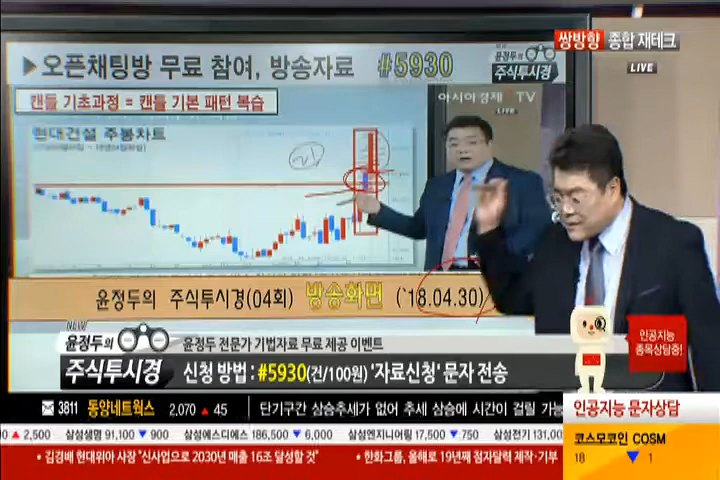 쌍방향 종합 재테크
LIVE
▶오픈채팅방 무료 참여, 방송자료 #5930
윤정두의
주식투시경
캔들 기초과정 = 캔들 기본 패턴 복습
아시아경제 TV
LIVE
현대건설 주봉차트
윤정두의 주식투시경(04회) 방송화면 ('18.04.30)
NEW
윤정두의
주식투시경
윤정두 전문가 기법자료 무료 제공 이벤트
신청 방법 : #5930(건/100원) '자료신청' 문자 전송
인공지능
종목상담중!
3811 동양네트웍스 2,070 ▲ 45 단기구간 상승추세가 없어 추세 상승에 시간이 걸릴 가능
인공지능 문자상담
▲ 2,500 삼성생명 91,100 ▼900 삼성에스디에스 186,500 ▼6,000 삼성엔지니어링 17,500 ▼750 삼성전기 131,00
코스모코인 COSM
18 ▼ 1
• 김경배 현대위아 사장 "신사업으로 2030년 매출 16조 달성할 것" • 한화그룹, 올해로 19년째 점자달력 제작·기부